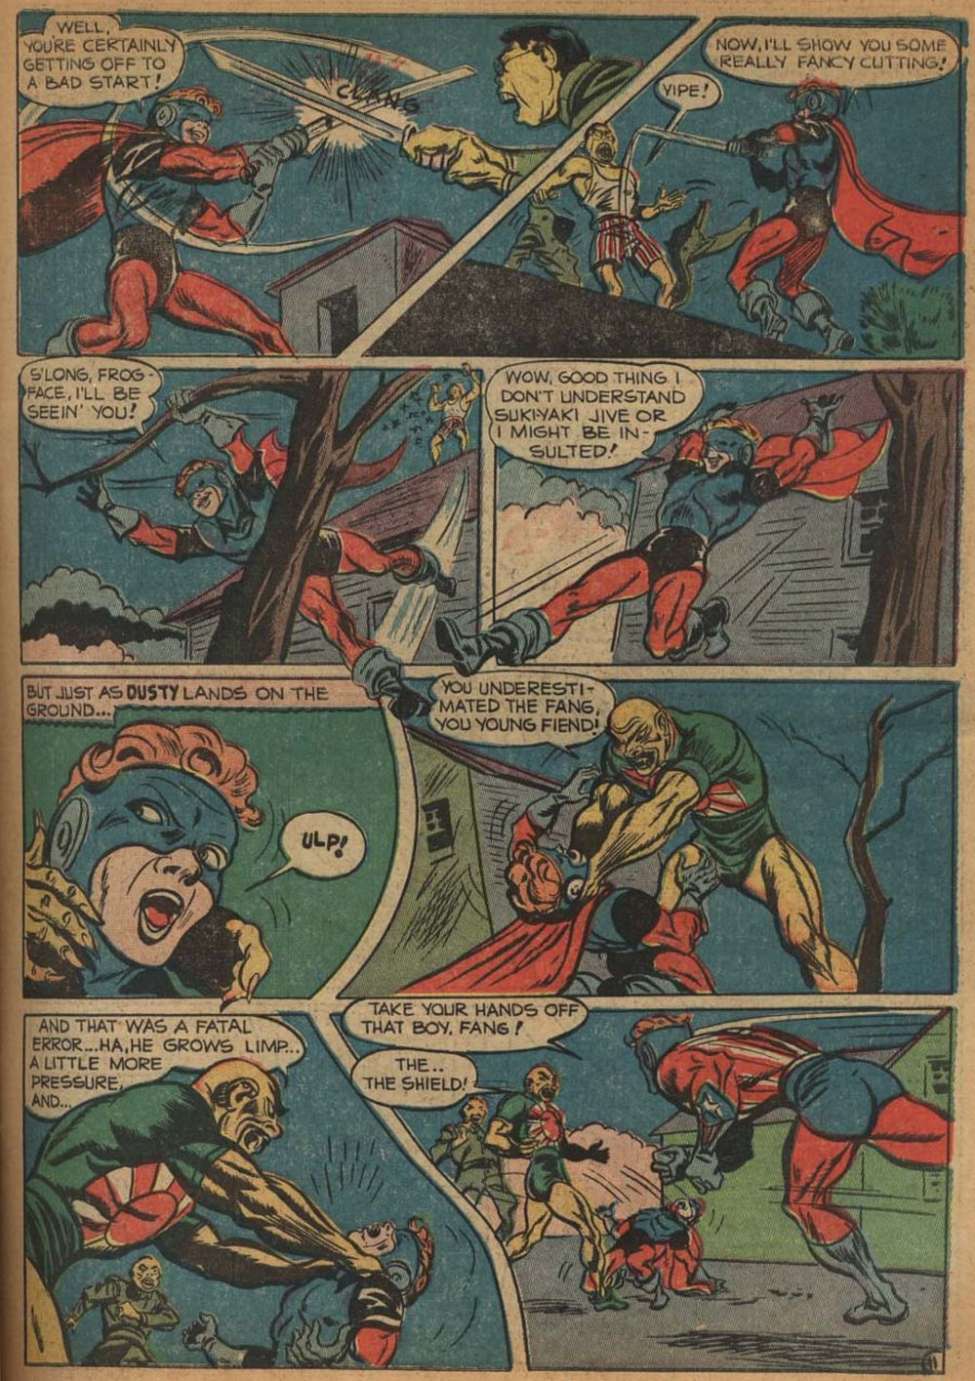 WELL,
YOU'RE CERTAINLY
GETTING OFF TO
A BAD START!
CLANG
NOW, I'LL SHOW YOU SOME
REALLY FANCY CUTTING!
YIPE!
S'LONG, FROG-
FACE, I'LL BE
SEEIN' YOU!
WOW, GOOD THING I
DON'T UNDERSTAND
SUKIYAKI JIVE OR
I MIGHT BE IN-
SULTED!
BUT JUST AS DUSTY LANDS ON THE
GROUND...
ULP!
YOU UNDERESTI-
MATED THE FANG,
YOU YOUNG FIEND!
AND THAT WAS A FATAL
ERROR...HA, HE GROWS LIMP...
A LITTLE MORE
PRESSURE,
AND...
TAKE YOUR HANDS OFF
THAT BOY, FANG!
THE..
THE SHIELD!
11